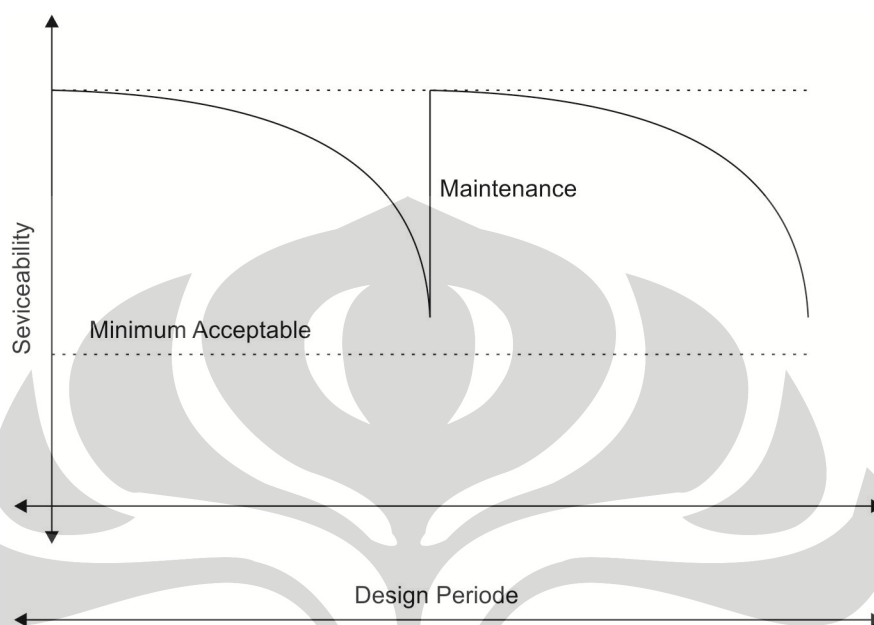 Maintenance
Seviceability
Minimum Acceptable
Design Periode